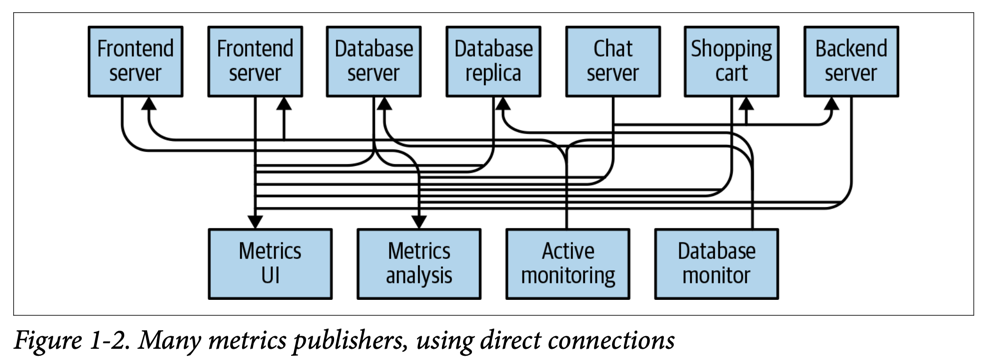 Frontend
server
Frontend
server
Database
server
Database
replica
Chat
server
Shopping
cart
Backend
server
Metrics
UI
Metrics
analysis
Active
monitoring
Database
monitor
Figure 1-2. Many metrics publishers, using direct connections